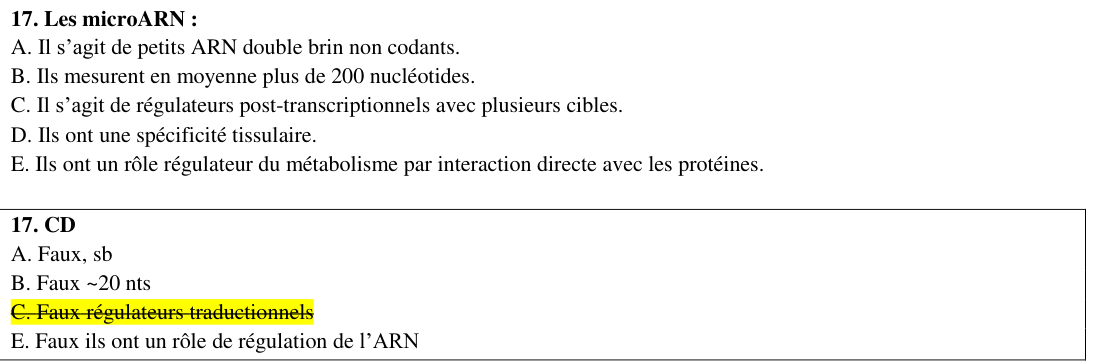 17. Les microARN :
A. Il s’agit de petits ARN double brin non codants.
B. Ils mesurent en moyenne plus de 200 nucléotides.
C. Il s’agit de régulateurs post-transcriptionnels avec plusieurs cibles.
D. Ils ont une spécificité tissulaire.
E. Ils ont un rôle régulateur du métabolisme par interaction directe avec les protéines.
17. CD
A. Faux, sb
B. Faux ~20 nts
C. Faux régulateurs traductionnels
E. Faux ils ont un rôle de régulation de l’ARN